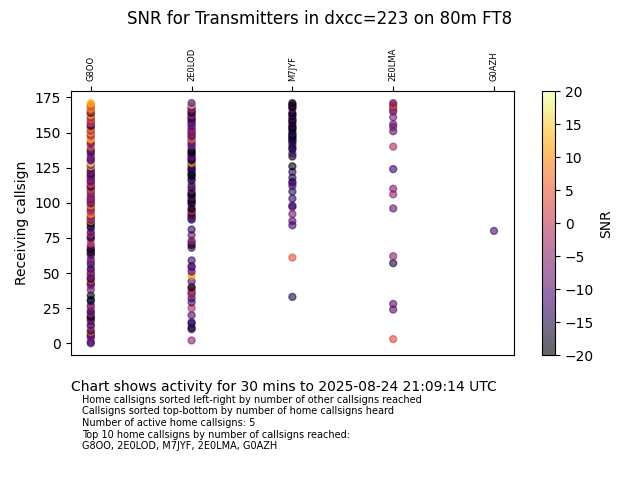 SNR for Transmitters in dxcc=223 on 80m FT8
G8OO
2E0LOD
M7JYF
2E0LMA
G0AZH
175
150
125
100
75
50
25
0
Receiving callsign
20
15
10
5
0
−5
−10
−15
−20
SNR
Chart shows activity for 30 mins to 2025-08-24 21:09:14 UTC
Home callsigns sorted left-right by number of other callsigns reached
Callsigns sorted top-bottom by number of home callsigns heard
Number of active home callsigns: 5
Top 10 home callsigns by number of callsigns reached:
G8OO, 2E0LOD, M7JYF, 2E0LMA, G0AZH